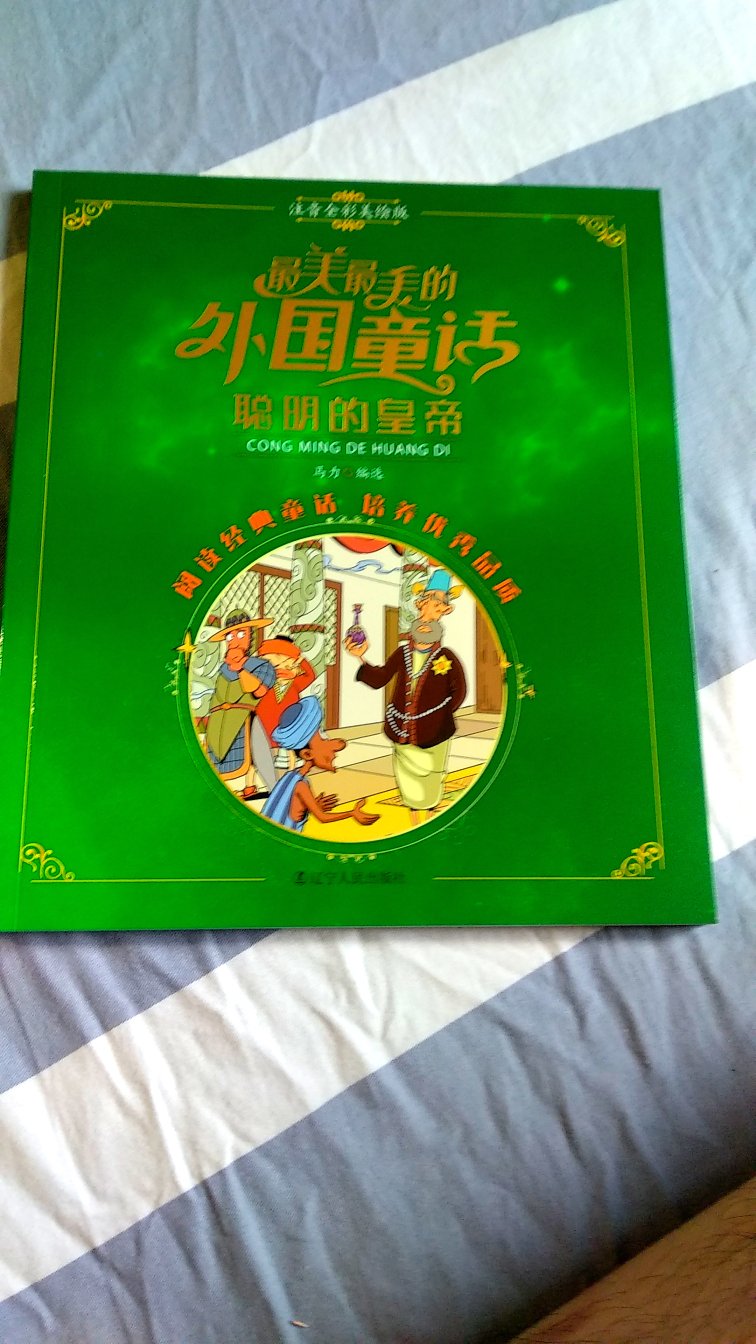 注音全彩美绘版
最美最美的
外国童话
聪明的皇帝
CONG MING DE HUANG DI
马力 编选
阅读经典童话 培养优秀品质
辽宁人民出版社